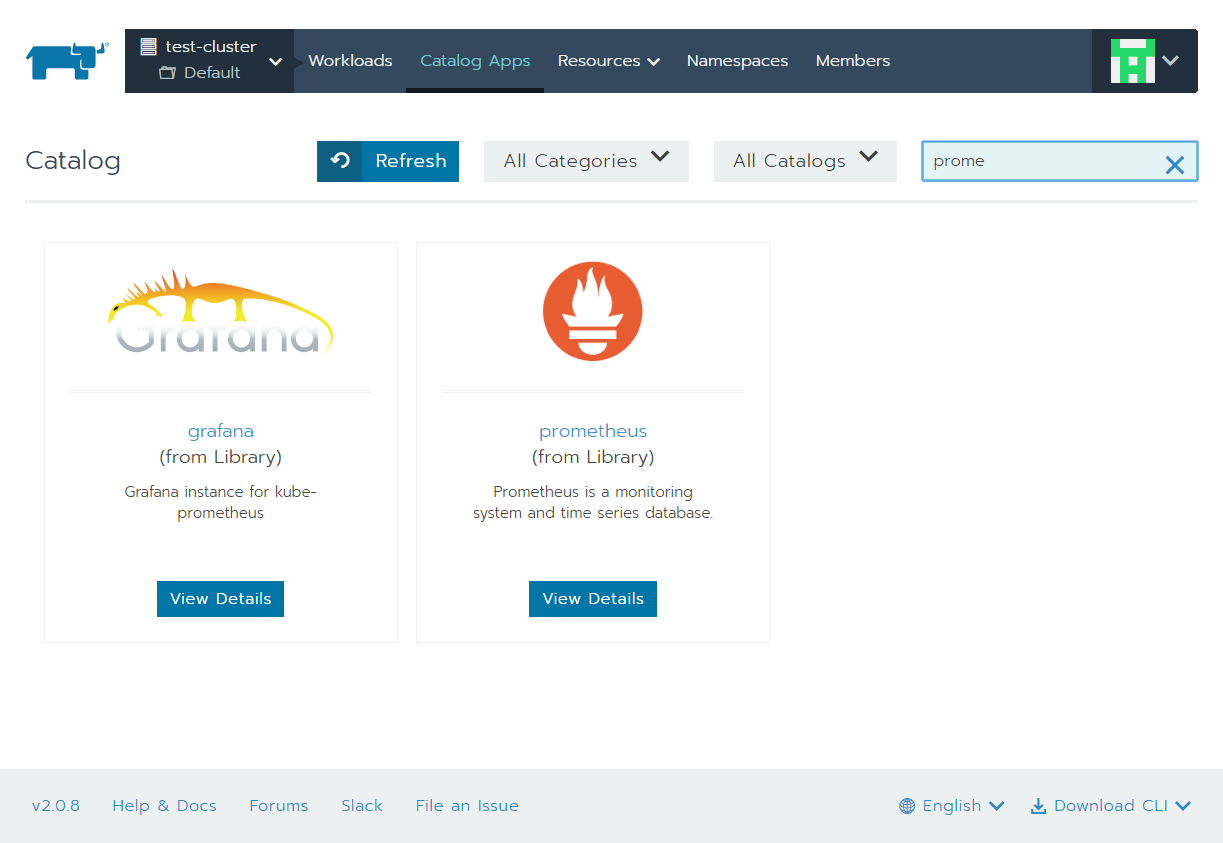 test-cluster
Default
Workloads
Catalog Apps
Resources
Namespaces
Members
Catalog
Refresh
All Categories
All Catalogs
prome
Grafana
grafana
(from Library)
Grafana instance for kube-
prometheus
View Details
prometheus
(from Library)
Prometheus is a monitoring
system and time series database.
View Details
v2.0.8
Help & Docs
Forums
Slack
File an Issue
English
Download CLI